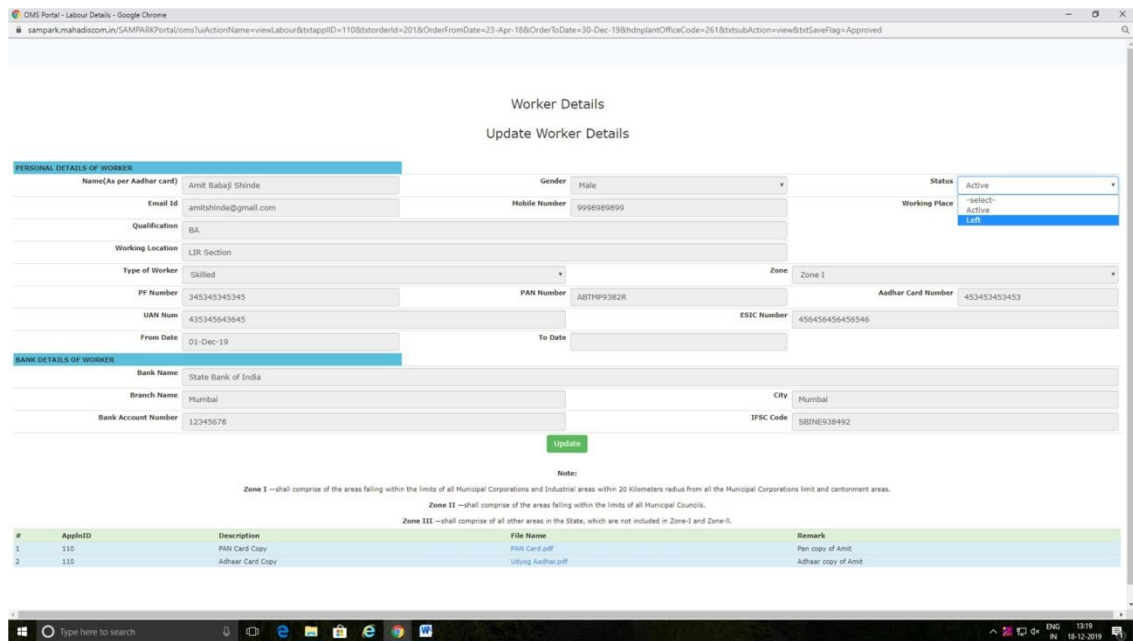 OMS Portal - Labour Details - Google Chrome
sampark.mahadiscom.in/SAMPARKPortal/oms?uiActionName=viewLabour&txtapplID=110&txtorderId=201&OrderFromDate=23-Apr-18&OrderToDate=30-Dec-19&hdnplantOfficeCode=261&txtsubAction=view&txtSaveFlag=Approved
Worker Details
Update Worker Details
PERSONAL DETAILS OF WORKER
Name(As per Aadhar card) Amit Babaji Shinde Gender Male Status Active
-select-
Active
Left
Email Id amitshinde@gmail.com Mobile Number 9998989899 Working Place
Qualification BA
Working Location LIR Section
Type of Worker Skilled Zone Zone I
PF Number 345345345345 PAN Number ABTMP9382R Aadhar Card Number 453453453453
UAN Num 435345643645 ESIC Number 456456456456546
From Date 01-Dec-19 To Date
BANK DETAILS OF WORKER
Bank Name State Bank of India
Branch Name Mumbai City Mumbai
Bank Account Number 12345678 IFSC Code SBINE938492
Update
Note:
Zone I —shall comprise of the areas falling within the limits of all Municipal Corporations and Industrial areas within 20 Kilometers radius from all the Municipal Corporations limit and cantonment areas.
Zone II —shall comprise of the areas falling within the limits of all Municipal Councils.
Zone III —shall comprise of all other areas in the State, which are not included in Zone-I and Zone-II.
# ApplnID Description File Name Remark
1 110 PAN Card Copy PAN Card.pdf Pan copy of Amit
2 110 Adhaar Card Copy Udyog Aadhar.pdf Adhaar copy of Amit
Type here to search
ENG 13:19
IN 18-12-2019